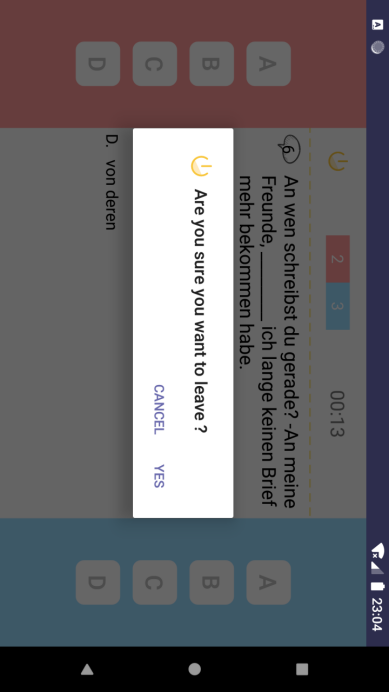 A
23:04
2 3 00:13
6
An wen schreibst du gerade? -An meine
Freunde, ______ ich lange keinen Brief
mehr bekommen habe.
D. von deren
A
B
C
D
A
B
C
D
Are you sure you want to leave ?
CANCEL YES